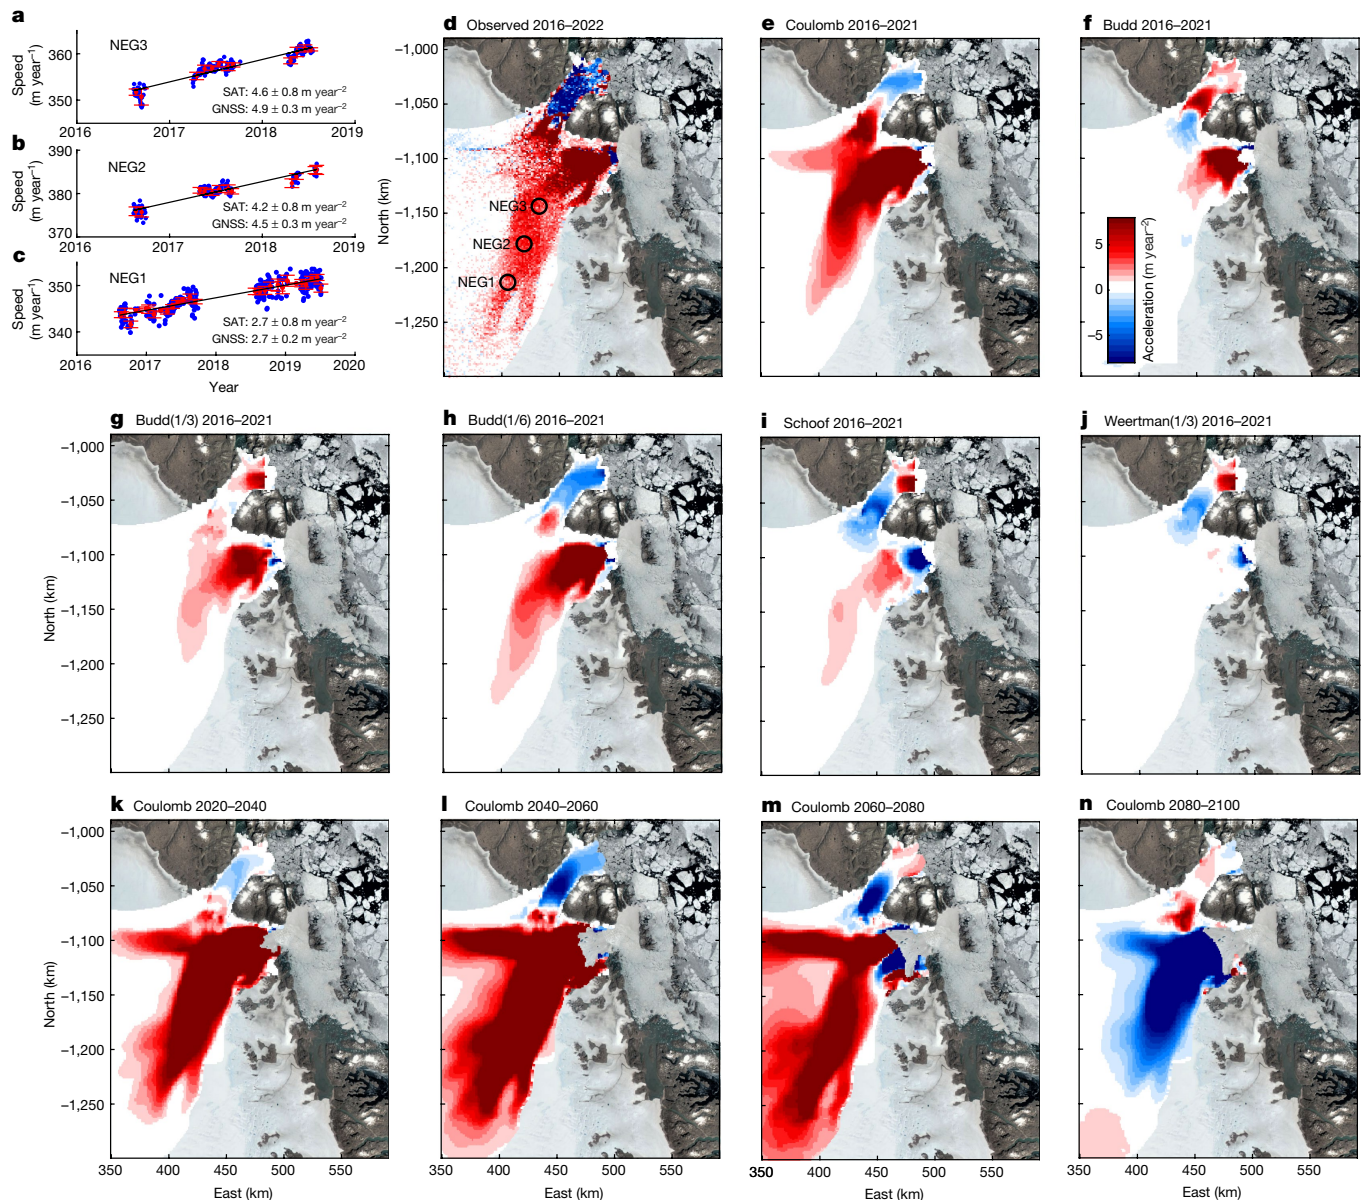 a
NEG3
Speed
(m year⁻¹)
360
350
SAT: 4.6 ± 0.8 m year⁻²
GNSS: 4.9 ± 0.3 m year⁻²
2016 2017 2018 2019
b
NEG2
Speed
(m year⁻¹)
390
380
370
SAT: 4.2 ± 0.8 m year⁻²
GNSS: 4.5 ± 0.3 m year⁻²
2016 2017 2018 2019
c
NEG1
Speed
(m year⁻¹)
350
340
SAT: 2.7 ± 0.8 m year⁻²
GNSS: 2.7 ± 0.2 m year⁻²
2016 2017 2018 2019 2020
Year
d Observed 2016–2022
North (km)
−1,000
−1,050
−1,100
−1,150
−1,200
−1,250
NEG3
NEG2
NEG1
e Coulomb 2016–2021
f Budd 2016–2021
5
0
−5
Acceleration (m year⁻²)
g Budd(1/3) 2016–2021
North (km)
−1,000
−1,050
−1,100
−1,150
−1,200
−1,250
h Budd(1/6) 2016–2021
i Schoof 2016–2021
j Weertman(1/3) 2016–2021
k Coulomb 2020–2040
North (km)
−1,000
−1,050
−1,100
−1,150
−1,200
−1,250
350 400 450 500 550
East (km)
l Coulomb 2040–2060
350 400 450 500 550
East (km)
m Coulomb 2060–2080
350 400 450 500 550
East (km)
n Coulomb 2080–2100
350 400 450 500 550
East (km)